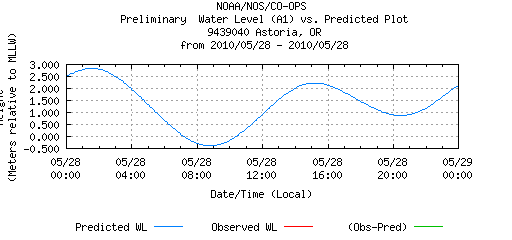 NOAA/NOS/CO-OPS
Preliminary Water Level (A1) vs. Predicted Plot
9439040 Astoria, OR
from 2010/05/28 - 2010/05/28
(Meters relative to MLLW)
3.000
2.500
2.000
1.500
1.000
0.500
0.000
-0.500
05/28 05/28 05/28 05/28 05/28 05/28 05/29
00:00 04:00 08:00 12:00 16:00 20:00 00:00
Date/Time (Local)
Predicted WL Observed WL (Obs-Pred)